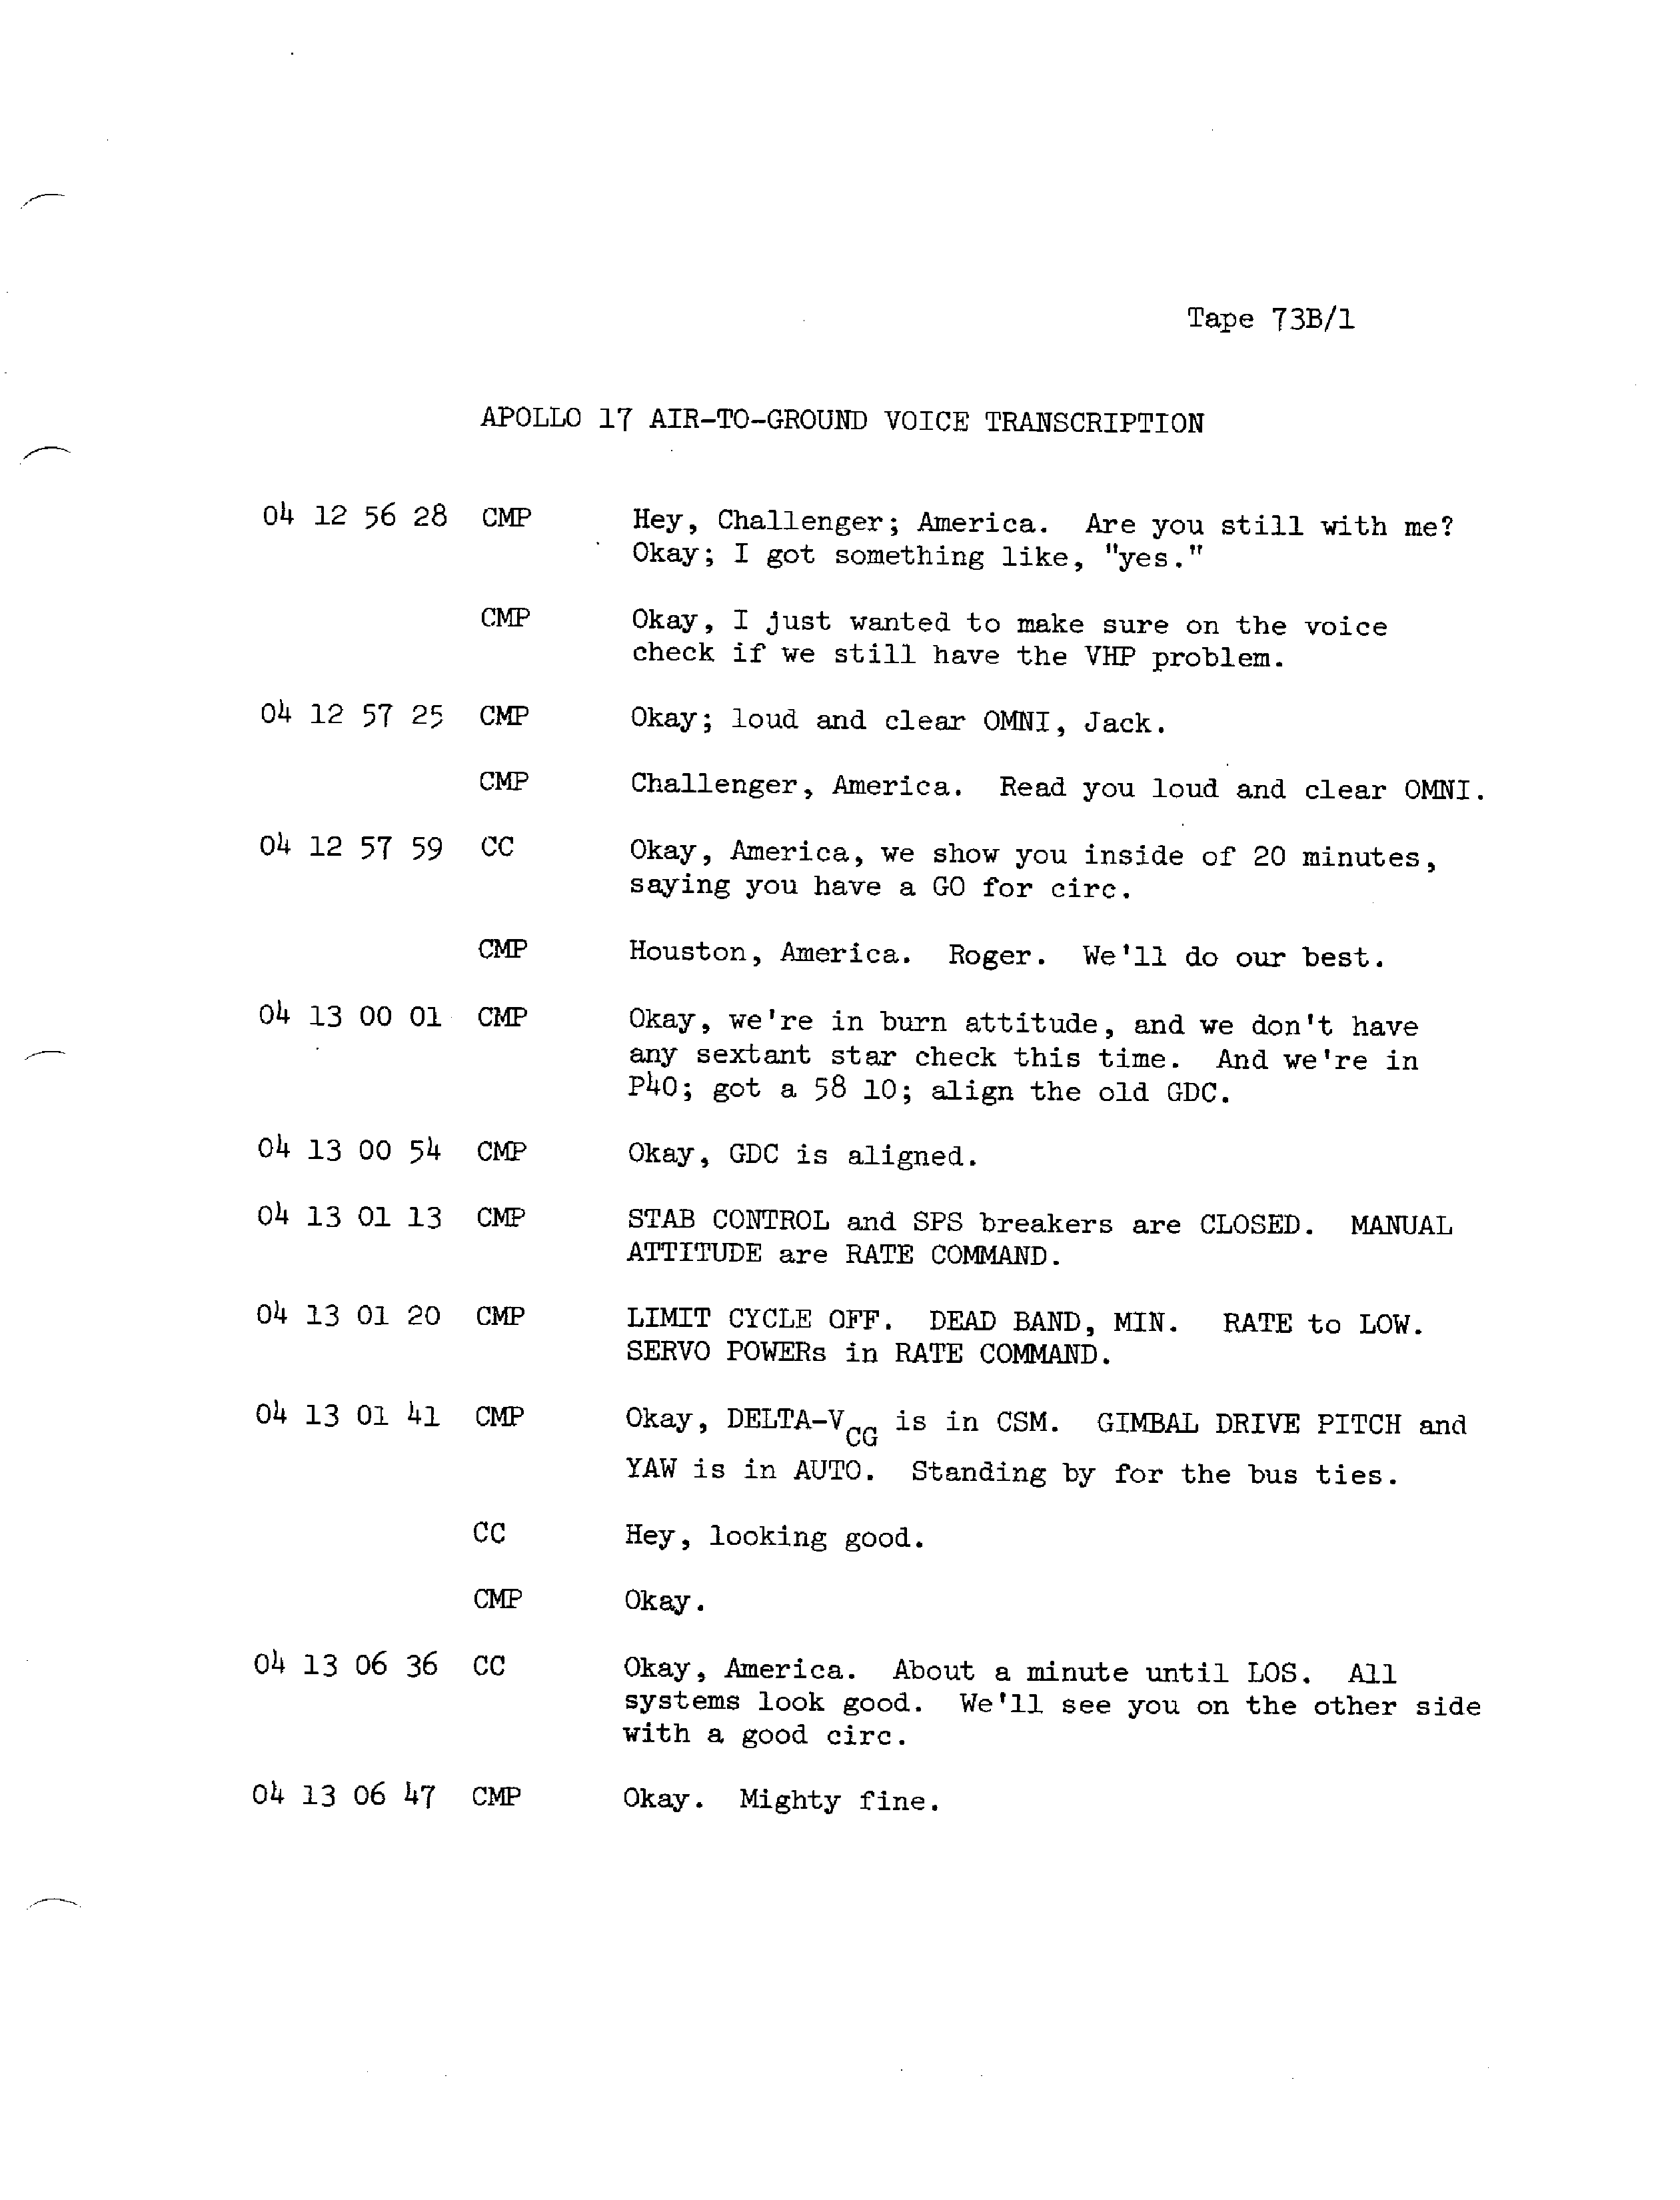 Tape 73B/1
APOLLO 17 AIR-TO-GROUND VOICE TRANSCRIPTION
04 12 56 28 CMP Hey, Challenger; America. Are you still with me?
Okay; I got something like, "yes."
CMP Okay, I just wanted to make sure on the voice
check if we still have the VHP problem.
04 12 57 25 CMP Okay; loud and clear OMNI, Jack.
CMP Challenger, America. Read you loud and clear OMNI.
04 12 57 59 CC Okay, America, we show you inside of 20 minutes,
saying you have a GO for circ.
CMP Houston, America. Roger. We'll do our best.
04 13 00 01 CMP Okay, we're in burn attitude, and we don't have
any sextant star check this time. And we're in
P40; got a 58 10; align the old GDC.
04 13 00 54 CMP Okay, GDC is aligned.
04 13 01 13 CMP STAB CONTROL and SPS breakers are CLOSED. MANUAL
ATTITUDE are RATE COMMAND.
04 13 01 20 CMP LIMIT CYCLE OFF. DEAD BAND, MIN. RATE to LOW.
SERVO POWERs in RATE COMMAND.
04 13 01 41 CMP Okay, DELTA-VCG is in CSM. GIMBAL DRIVE PITCH and
YAW is in AUTO. Standing by for the bus ties.
CC Hey, looking good.
CMP Okay.
04 13 06 36 CC Okay, America. About a minute until LOS. All
systems look good. We'll see you on the other side
with a good circ.
04 13 06 47 CMP Okay. Mighty fine.